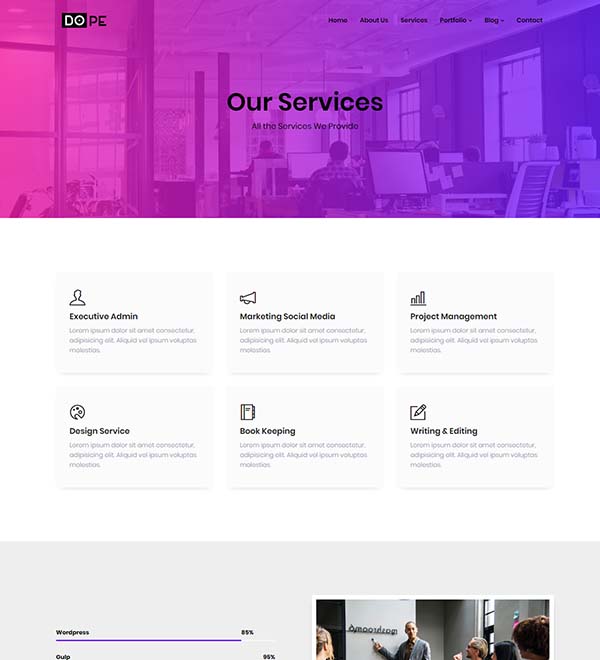 DOPE
Home About Us Services Portfolio Blog Contact
Our Services
All the Services We Provide
Executive Admin
Lorem ipsum dolor sit amet consectetur,
adipisicing elit. Aliquid vel ipsum voluptas
molestias.
Marketing Social Media
Lorem ipsum dolor sit amet consectetur,
adipisicing elit. Aliquid vel ipsum voluptas
molestias.
Project Management
Lorem ipsum dolor sit amet consectetur,
adipisicing elit. Aliquid vel ipsum voluptas
molestias.
Design Service
Lorem ipsum dolor sit amet consectetur,
adipisicing elit. Aliquid vel ipsum voluptas
molestias.
Book Keeping
Lorem ipsum dolor sit amet consectetur,
adipisicing elit. Aliquid vel ipsum voluptas
molestias.
Writing & Editing
Lorem ipsum dolor sit amet consectetur,
adipisicing elit. Aliquid vel ipsum voluptas
molestias.
Wordpress 85%
Gulp 95%